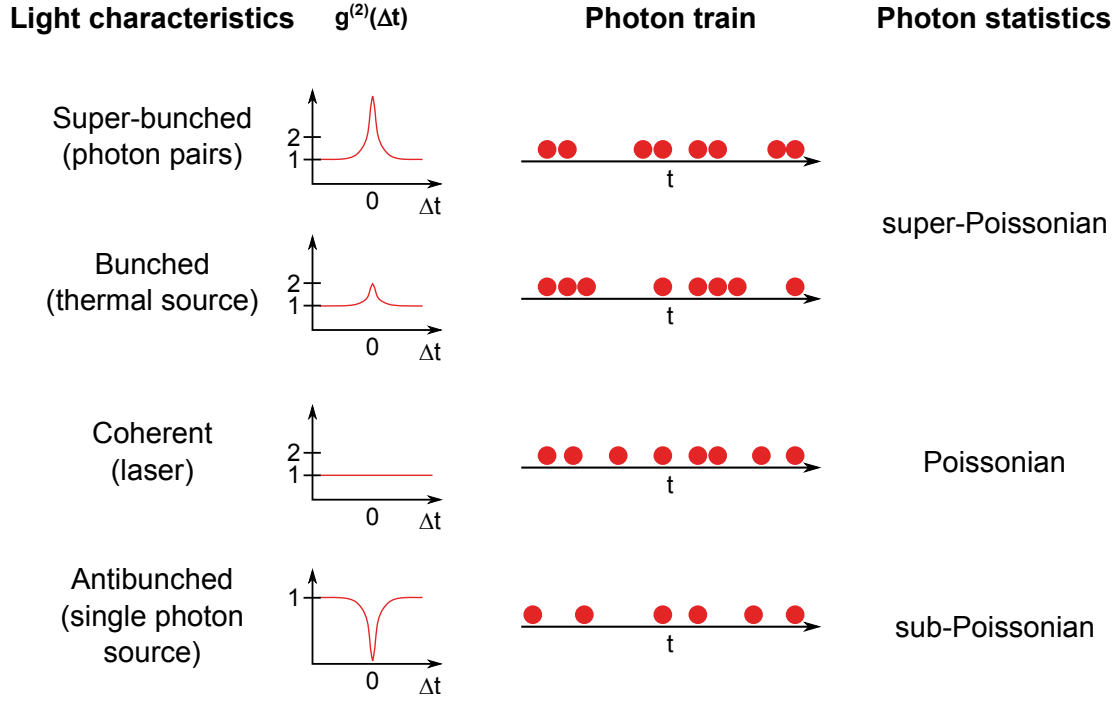 Light characteristics g⁽²⁾(Δt) Photon train Photon statistics
Super-bunched
(photon pairs)
2
1
0
Δt
t
super-Poissonian
Bunched
(thermal source)
2
1
0
Δt
t
Coherent
(laser)
2
1
0
Δt
t
Poissonian
Antibunched
(single photon
source)
1
0
Δt
t
sub-Poissonian